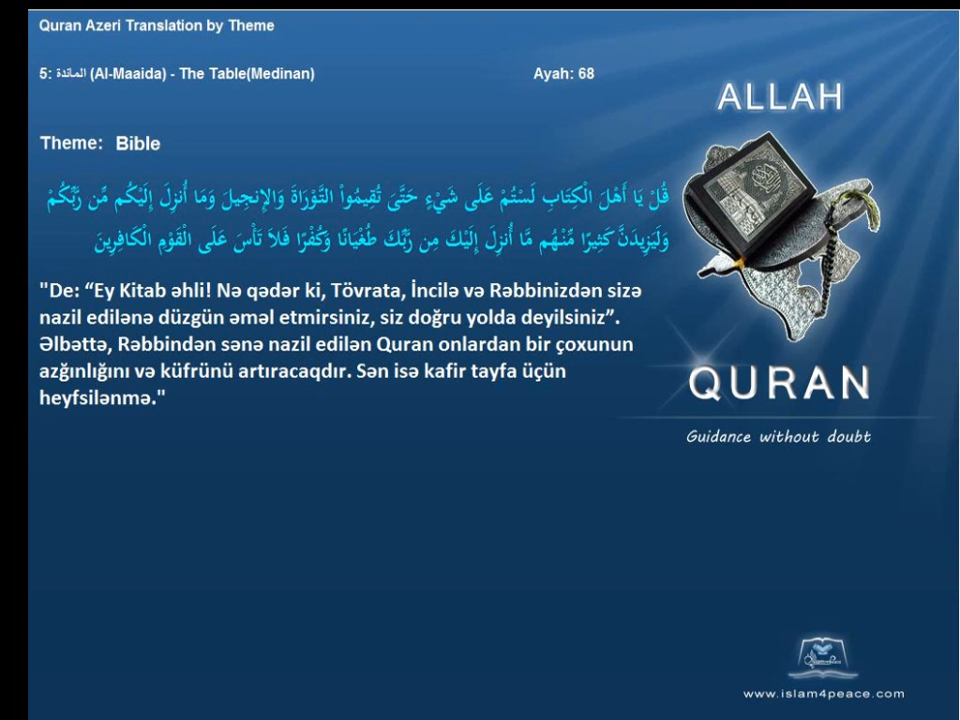 Quran Azeri Translation by Theme
5: المائدة (Al-Maaida) - The Table(Medinan) Ayah: 68
Theme: Bible
قُلْ يَا أَهْلَ الْكِتَابِ لَسْتُمْ عَلَى شَيْءٍ حَتَّىَ تُقِيمُواْ التَّوْرَاةَ وَالإِنجِيلَ وَمَا أُنزِلَ إِلَيْكُم مِّن رَّبِّكُمْ
وَلَيَزِيدَنَّ كَثِيرًا مِّنْهُم مَّا أُنزِلَ إِلَيْكَ مِن رَّبِّكَ طُغْيَانًا وَكُفْرًا فَلاَ تَأْسَ عَلَى الْقَوْمِ الْكَافِرِينَ
"De: “Ey Kitab əhli! Nə qədər ki, Tövrata, İncilə və Rəbbinizdən sizə
nazil edilənə düzgün əməl etmirsiniz, siz doğru yolda deyilsiniz”.
Əlbəttə, Rəbbindən sənə nazil edilən Quran onlardan bir çoxunun
azğınlığını və küfrünü artıracaqdır. Sən isə kafir tayfa üçün
heyfsilənmə."
ALLAH
QURAN
Guidance without doubt
www.islam4peace.com